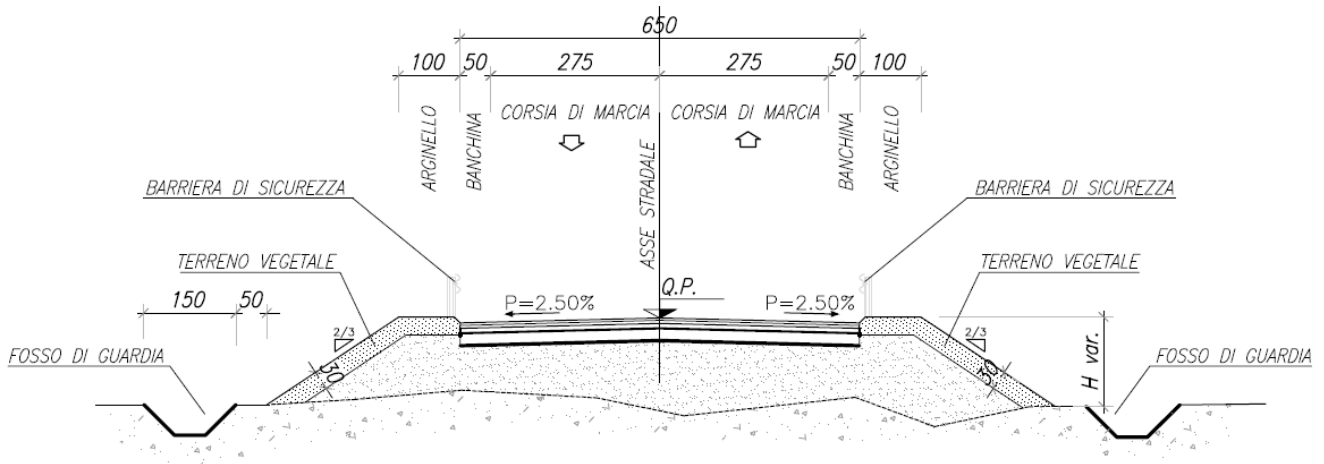 650
100 50 275 275 50 100
CORSIA DI MARCIA CORSIA DI MARCIA
ARGINELLO
BANCHINA
ASSE STRADALE
BANCHINA
ARGINELLO
BARRIERA DI SICUREZZA BARRIERA DI SICUREZZA
TERRENO VEGETALE TERRENO VEGETALE
Q.P.
150 50 P=2.50% P=2.50%
2/3 2/3
FOSSO DI GUARDIA FOSSO DI GUARDIA
H var.
30 30